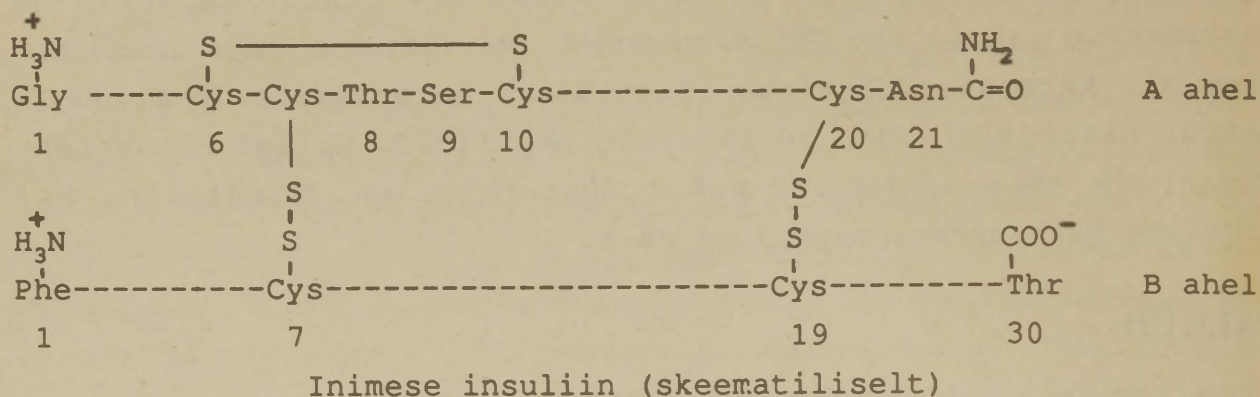 +
H3N S S NH2
Gly -----Cys-Cys-Thr-Ser-Cys--------------Cys-Asn-C=O A ahel
1 6 8 9 10 20 21
S S
+
H3N S S COO-
Phe-----------Cys--------------------------Cys----------Thr B ahel
1 7 19 30
Inimese insuliin (skeematiliselt)